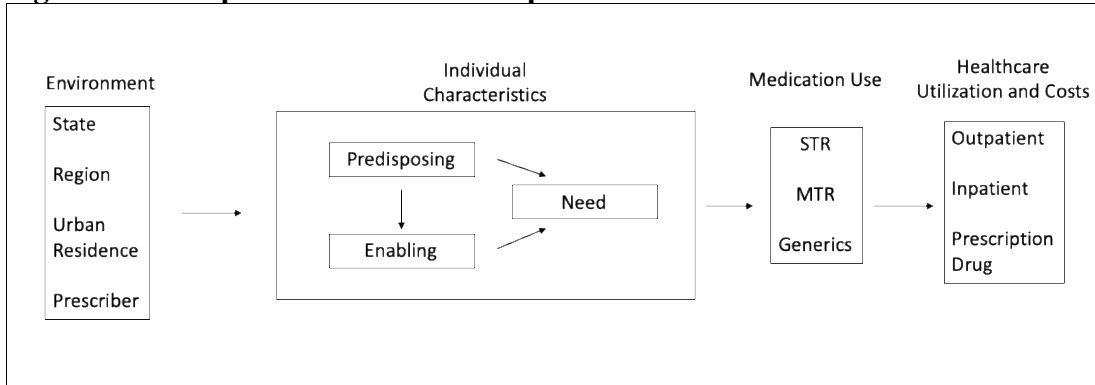 Environment
State
Region
Urban
Residence
Prescriber
Individual
Characteristics
Predisposing
Enabling
Need
Medication Use
STR
MTR
Generics
Healthcare
Utilization and Costs
Outpatient
Inpatient
Prescription
Drug